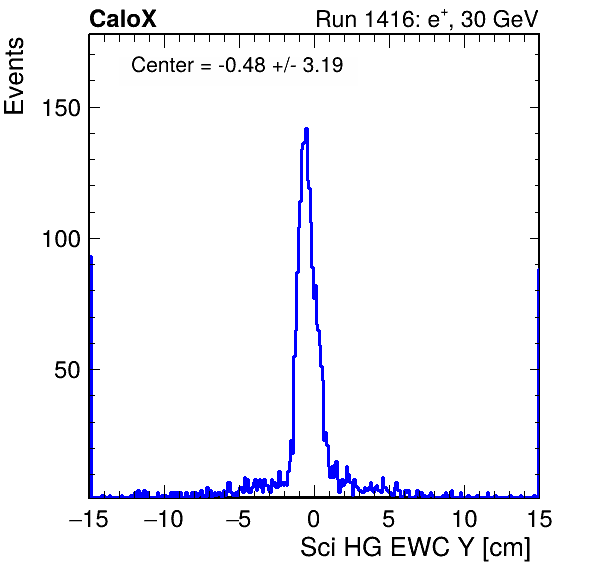 CaloX Run 1416: e⁺, 30 GeV
Center = -0.48 +/- 3.19
Events
150
100
50
−15 −10 −5 0 5 10 15
Sci HG EWC Y [cm]